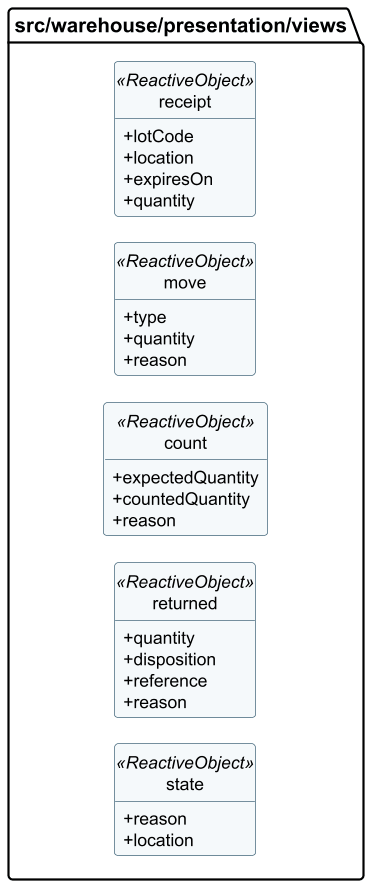 src/warehouse/presentation/views
«ReactiveObject»
receipt
+lotCode
+location
+expiresOn
+quantity
«ReactiveObject»
move
+type
+quantity
+reason
«ReactiveObject»
count
+expectedQuantity
+countedQuantity
+reason
«ReactiveObject»
returned
+quantity
+disposition
+reference
+reason
«ReactiveObject»
state
+reason
+location